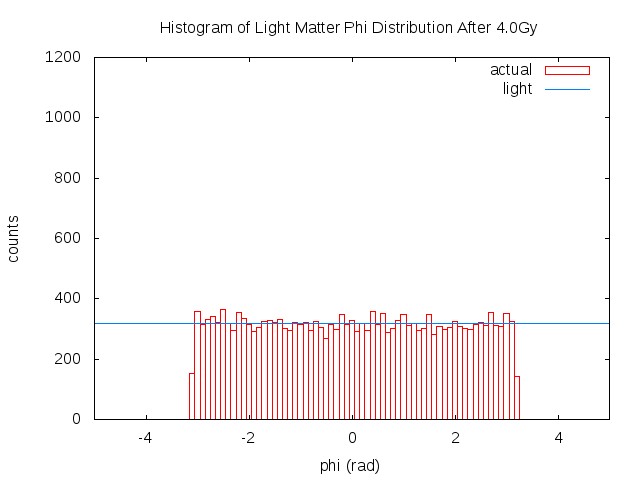 Histogram of Light Matter Phi Distribution After 4.0Gy
1200
1000
800
600
400
200
0
counts
actual
light
-4 -2 0 2 4
phi (rad)